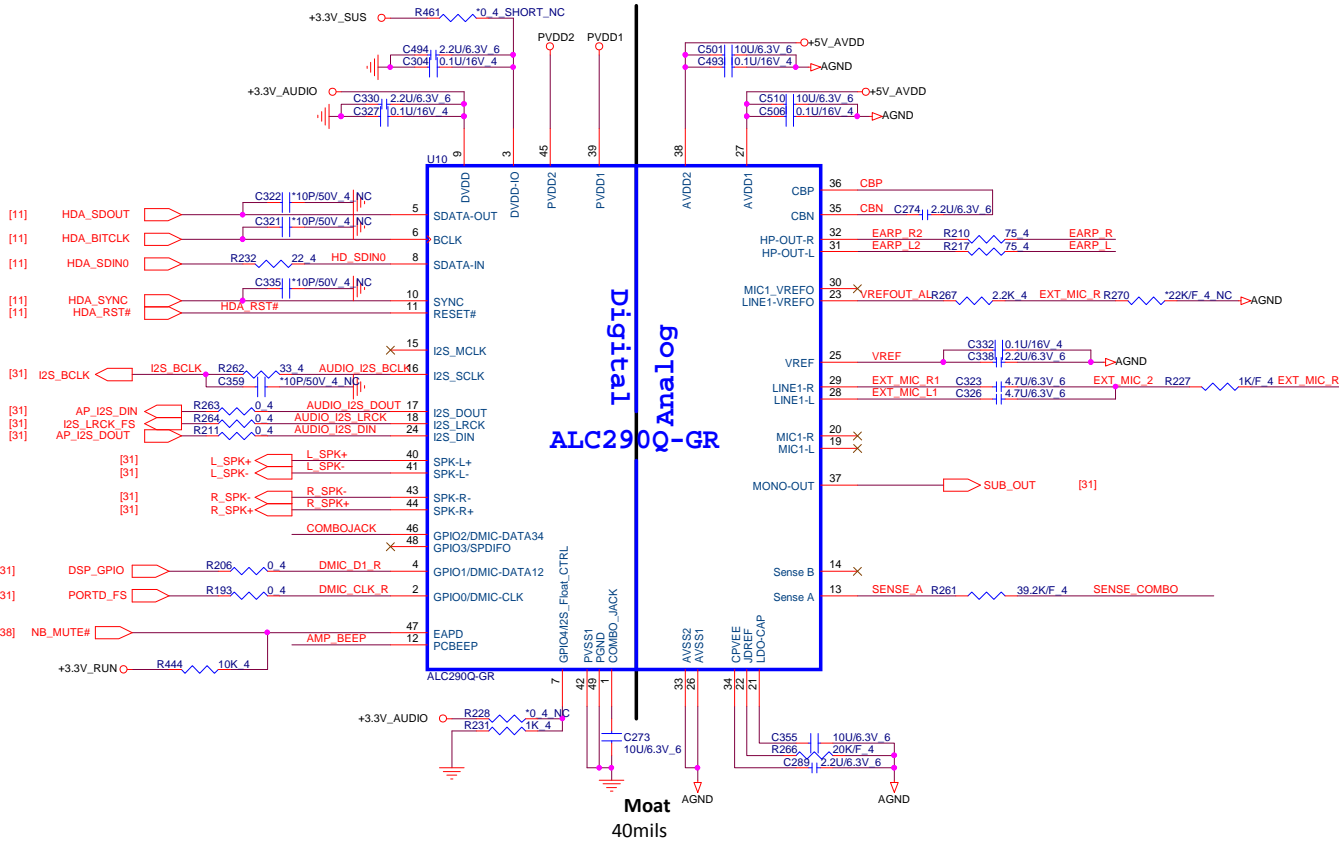 +3.3V_SUS R461 *0_4_SHORT_NC
C494 2.2U/6.3V_6
C304 0.1U/16V_4
PVDD2 PVDD1
C501 10U/6.3V_6 +5V_AVDD
C493 0.1U/16V_4 AGND
+3.3V_AUDIO
C330 2.2U/6.3V_6
C327 0.1U/16V_4
C510 10U/6.3V_6 +5V_AVDD
C506 0.1U/16V_4 AGND
9 3 45 39 38 27
U10
DVDD DVDD-IO PVDD2 PVDD1 AVDD2 AVDD1
C322 *10P/50V_4_NC
[11] HDA_SDOUT 5 SDATA-OUT
C321 *10P/50V_4_NC
[11] HDA_BITCLK 6 BCLK
[11] HDA_SDIN0 R232 22_4 HD_SDIN0 8 SDATA-IN
C335 *10P/50V_4_NC
[11] HDA_SYNC 10 SYNC
[11] HDA_RST# HDA_RST# 11 RESET#
15 I2S_MCLK
[31] I2S_BCLK I2S_BCLK R262 33_4 AUDIO_I2S_BCLK 16 I2S_SCLK
C359 *10P/50V_4_NC
[31] AP_I2S_DIN R263 0_4 AUDIO_I2S_DOUT 17 I2S_DOUT
[31] I2S_LRCK_FS R264 0_4 AUDIO_I2S_LRCK 18 I2S_LRCK
[31] AP_I2S_DOUT R211 0_4 AUDIO_I2S_DIN 24 I2S_DIN
[31] L_SPK+ L_SPK+ 40 SPK-L+
[31] L_SPK- L_SPK- 41 SPK-L-
[31] R_SPK- R_SPK- 43 SPK-R-
[31] R_SPK+ R_SPK+ 44 SPK-R+
COMBOJACK 46 GPIO2/DMIC-DATA34
48 GPIO3/SPDIFO
31] DSP_GPIO R206 0_4 DMIC_D1_R 4 GPIO1/DMIC-DATA12
31] PORTD_FS R193 0_4 DMIC_CLK_R 2 GPIO0/DMIC-CLK
38] NB_MUTE# 47 EAPD
AMP_BEEP 12 PCBEEP
+3.3V_RUN R444 10K_4
Digital
Analog
ALC290Q-GR
CBP 36 CBP
CBN 35 CBN C274 2.2U/6.3V_6
HP-OUT-R 32 EARP_R2 R210 75_4 EARP_R
HP-OUT-L 31 EARP_L2 R217 75_4 EARP_L
MIC1_VREFO 30
LINE1-VREFO 23 VREFOUT_AL R267 2.2K_4 EXT_MIC_R R270 *22K/F_4_NC AGND
C332 0.1U/16V_4
VREF 25 VREF C338 2.2U/6.3V_6 AGND
LINE1-R 29 EXT_MIC_R1 C323 4.7U/6.3V_6 EXT_MIC_2 R227 1K/F_4 EXT_MIC_R
LINE1-L 28 EXT_MIC_L1 C326 4.7U/6.3V_6
MIC1-R 20
MIC1-L 19
MONO-OUT 37 SUB_OUT [31]
Sense B 14
Sense A 13 SENSE_A R261 39.2K/F_4 SENSE_COMBO
GPIO4/I2S_Float_CTRL PVSS1 PGND COMBO_JACK AVSS2 AVSS1 CPVEE JDREF LDO-CAP
ALC290Q-GR
7 42 49 1 33 26 34 22 21
+3.3V_AUDIO R228 *0_4_NC
R231 1K_4
C273
10U/6.3V_6
C355 10U/6.3V_6
R266 20K/F_4
C289 2.2U/6.3V_6
AGND AGND
Moat
40mils